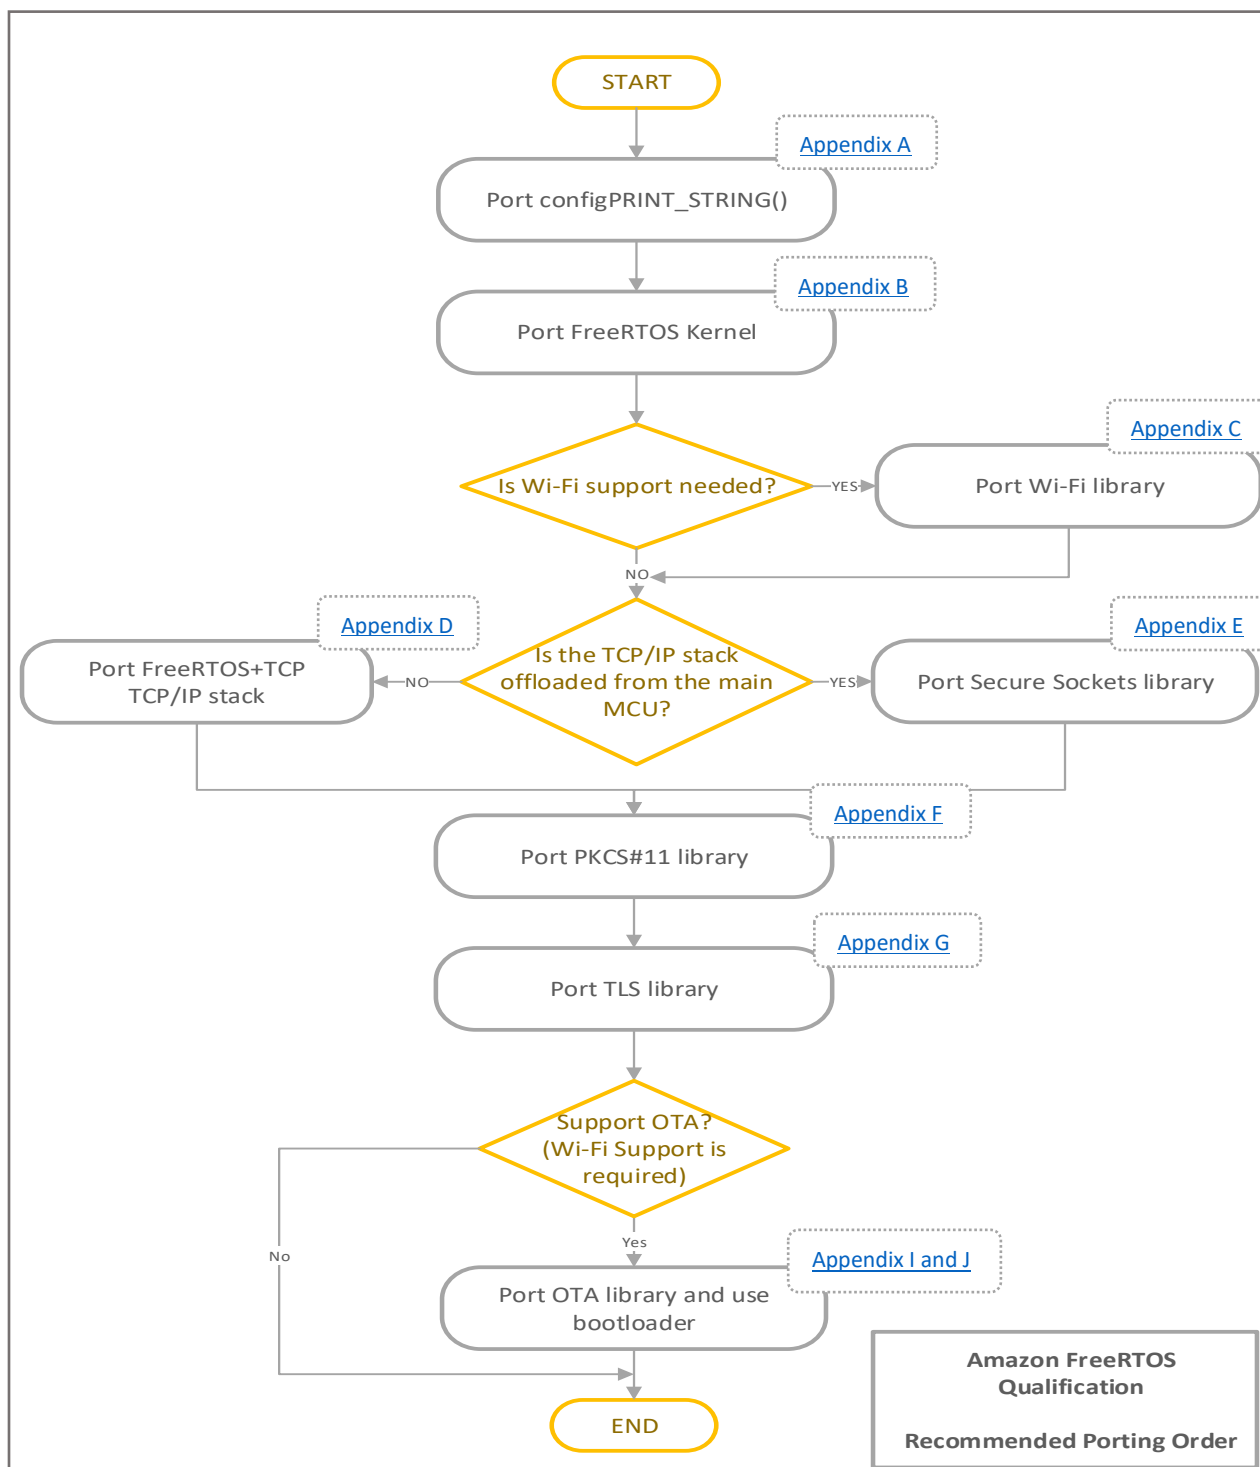 START
Appendix A
Port configPRINT_STRING()
Appendix B
Port FreeRTOS Kernel
Appendix C
Is Wi-Fi support needed?
YES
Port Wi-Fi library
NO
Appendix D
Appendix E
Port FreeRTOS+TCP
TCP/IP stack
NO
Is the TCP/IP stack
offloaded from the main
MCU?
YES
Port Secure Sockets library
Appendix F
Port PKCS#11 library
Appendix G
Port TLS library
Support OTA?
(Wi-Fi Support is
required)
No
Yes
Appendix I and J
Port OTA library and use
bootloader
END
Amazon FreeRTOS
Qualification
Recommended Porting Order